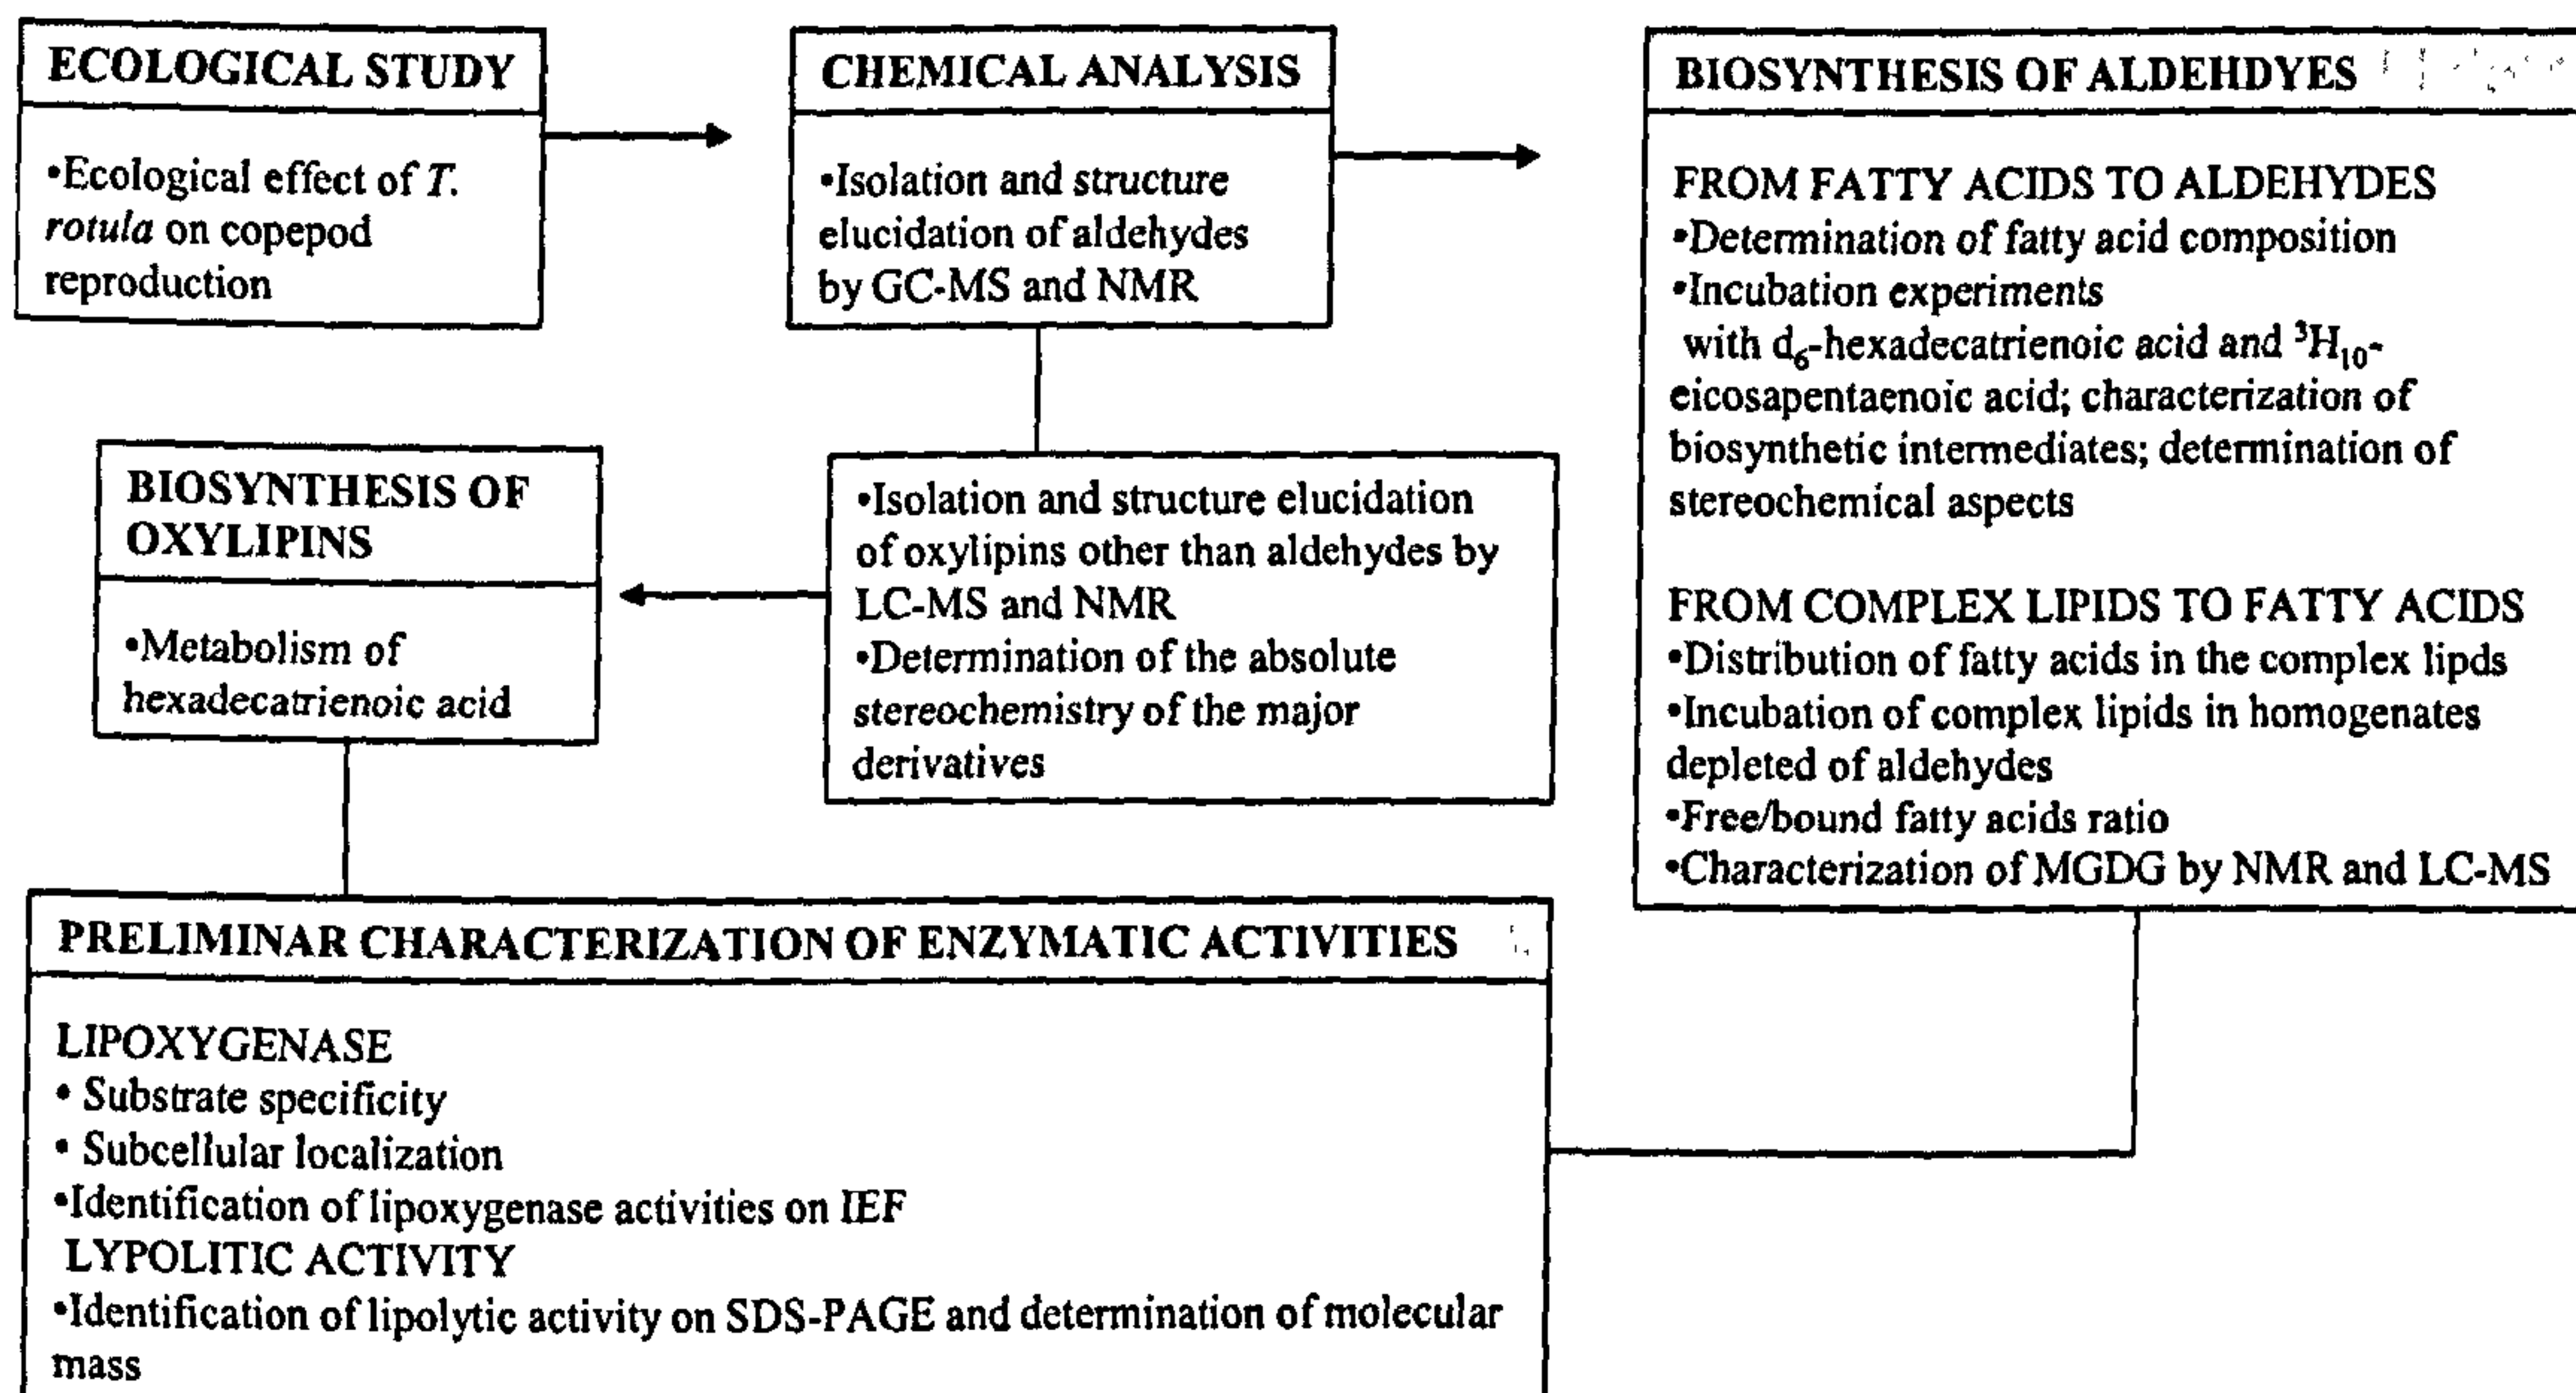 ECOLOGICAL STUDY
•Ecological effect of T.
rotula on copepod
reproduction
CHEMICAL ANALYSIS
•Isolation and structure
elucidation of aldehydes
by GC-MS and NMR
BIOSYNTHESIS OF ALDEHDYES
FROM FATTY ACIDS TO ALDEHYDES
•Determination of fatty acid composition
•Incubation experiments
with d₆-hexadecatrienoic acid and ³H₁₀-
eicosapentaenoic acid; characterization of
biosynthetic intermediates; determination of
stereochemical aspects
FROM COMPLEX LIPIDS TO FATTY ACIDS
•Distribution of fatty acids in the complex lipds
•Incubation of complex lipids in homogenates
depleted of aldehydes
•Free/bound fatty acids ratio
•Characterization of MGDG by NMR and LC-MS
•Isolation and structure elucidation
of oxylipins other than aldehydes by
LC-MS and NMR
•Determination of the absolute
stereochemistry of the major
derivatives
BIOSYNTHESIS OF
OXYLIPINS
•Metabolism of
hexadecatrienoic acid
PRELIMINAR CHARACTERIZATION OF ENZYMATIC ACTIVITIES
LIPOXYGENASE
• Substrate specificity
• Subcellular localization
•Identification of lipoxygenase activities on IEF
LYPOLITIC ACTIVITY
•Identification of lipolytic activity on SDS-PAGE and determination of molecular
mass